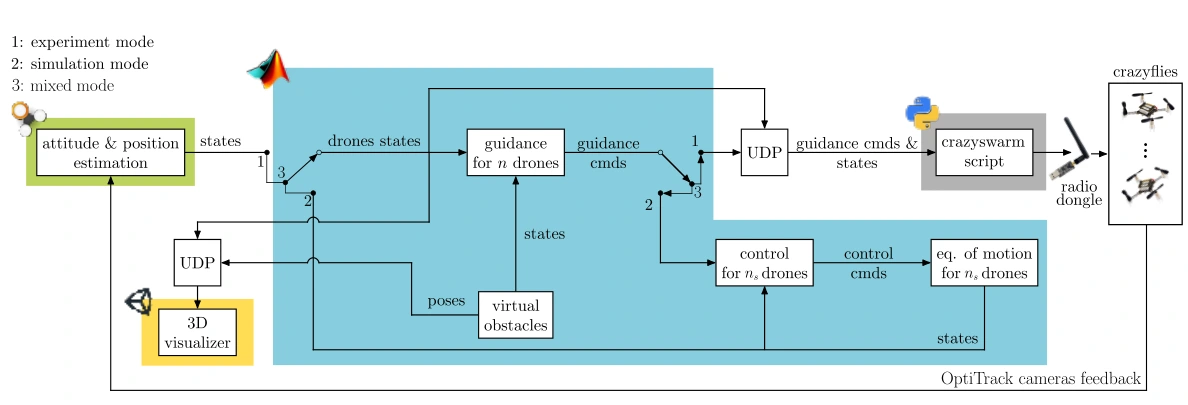 1: experiment mode
2: simulation mode
3: mixed mode
attitude & position
estimation
states
1
3
2
drones states
guidance
for n drones
guidance
cmds
1
3
2
UDP
guidance cmds &
states
crazyswarm
script
radio
dongle
crazyflies
states
UDP
poses
virtual
obstacles
control
for nₛ drones
control
cmds
eq. of motion
for nₛ drones
3D
visualizer
states
OptiTrack cameras feedback